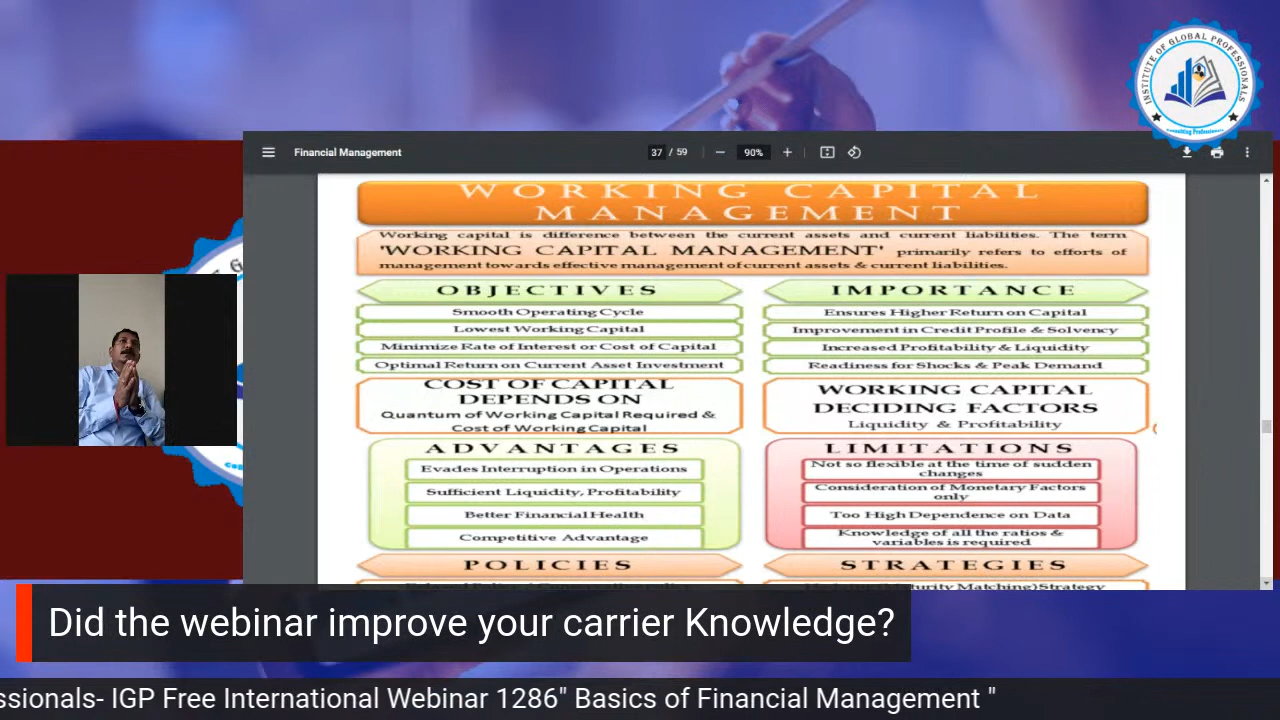 INSTITUTE OF GLOBAL PROFESSIONALS
Connecting Professionals
Financial Management
37 / 59
90%
WORKING CAPITAL
MANAGEMENT
Working capital is difference between the current assets and current liabilities. The term
'WORKING CAPITAL MANAGEMENT' primarily refers to efforts of
management towards effective management of current assets & current liabilities.
OBJECTIVES
Smooth Operating Cycle
Lowest Working Capital
Minimize Rate of Interest or Cost of Capital
Optimal Return on Current Asset Investment
IMPORTANCE
Ensures Higher Return on Capital
Improvement in Credit Profile & Solvency
Increased Profitability & Liquidity
Readiness for Shocks & Peak Demand
COST OF CAPITAL
DEPENDS ON
Quantum of Working Capital Required &
Cost of Working Capital
WORKING CAPITAL
DECIDING FACTORS
Liquidity & Profitability
ADVANTAGES
Evades Interruption in Operations
Sufficient Liquidity, Profitability
Better Financial Health
Competitive Advantage
LIMITATIONS
Not so flexible at the time of sudden
changes
Consideration of Monetary Factors
only
Too High Dependence on Data
Knowledge of all the ratios &
variables is required
POLICIES
STRATEGIES
Matching) Strategy
Did the webinar improve your carrier Knowledge?
ssionals- IGP Free International Webinar 1286" Basics of Financial Management "